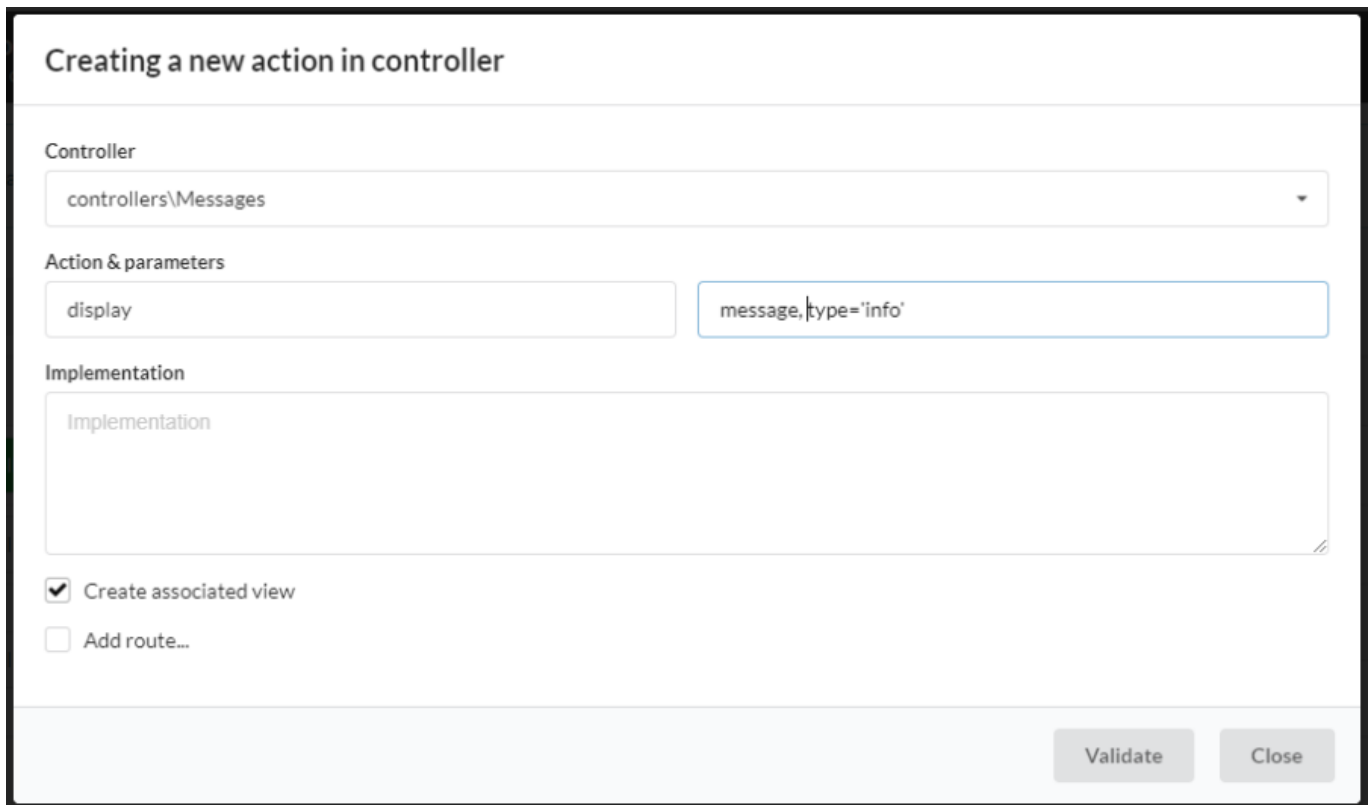 Creating a new action in controller
Controller
controllers\Messages
Action & parameters
display
message, type='info'
Implementation
Implementation
Create associated view
Add route...
Validate
Close